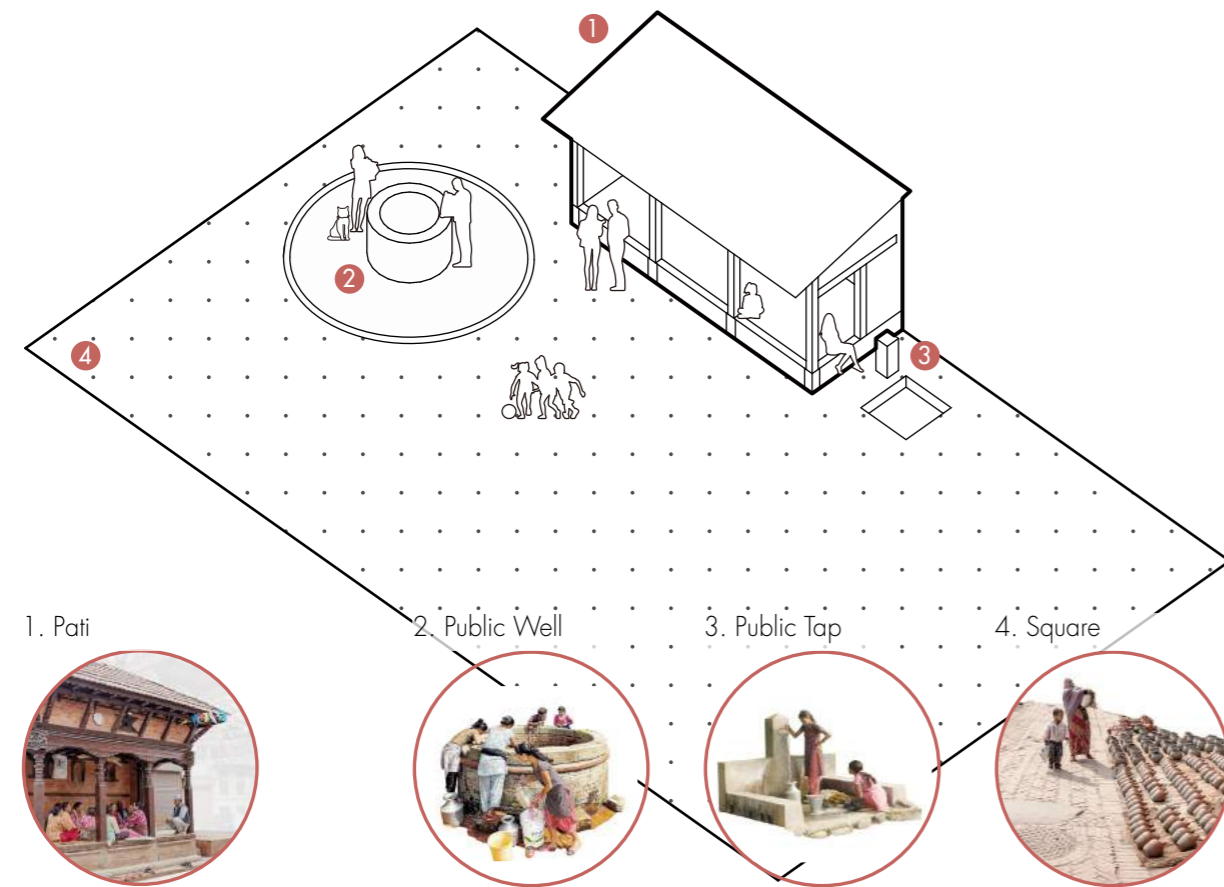 1
2
3
4
1. Pati
2. Public Well
3. Public Tap
4. Square